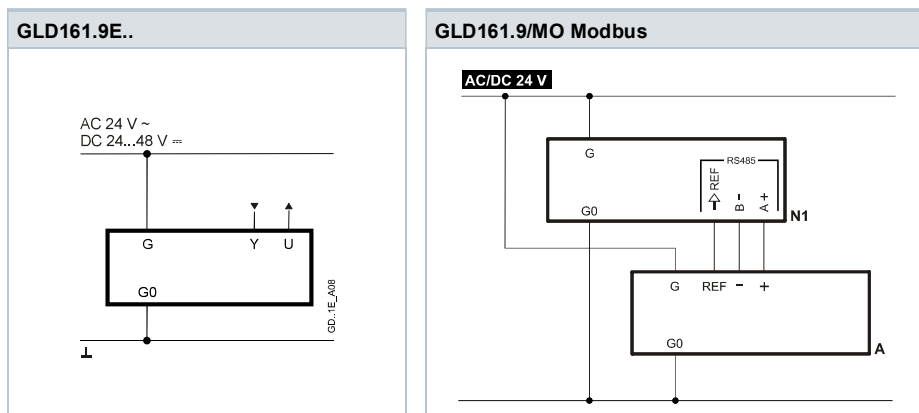 GLD161.9E..
AC 24 V ~
DC 24...48 V ⎓
G
Y
U
G0
GD..1E_A08
⊥
GLD161.9/MO Modbus
AC/DC 24 V
G
RS485
REF
B -
A +
G0
N1
G
REF
-
+
G0
A